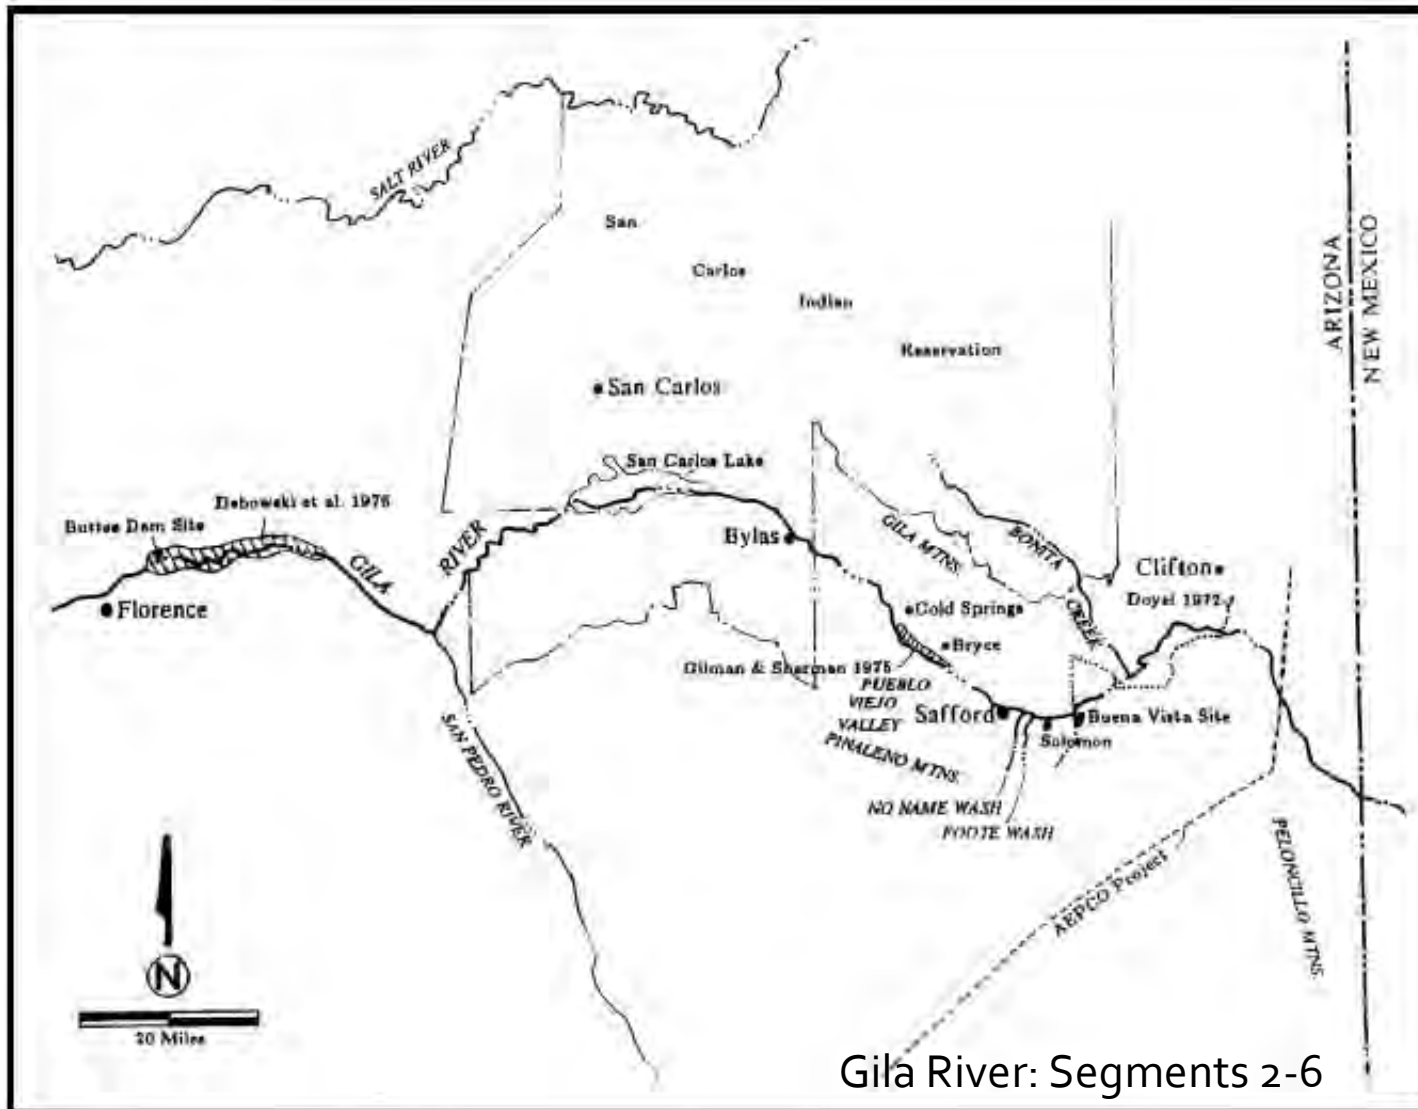 SALT RIVER
San
Carlos
Indian
Reservation
ARIZONA
NEW MEXICO
San Carlos
San Carlos Lake
Debowski et al. 1976
Buttes Dam Site
GILA
RIVER
Florence
Bylas
GILA MTNS.
BONITA
CREEK
Clifton
Doyel 1972
Cold Springs
Bryce
Gilman & Sherman 1975
PUEBLO
VIEJO
VALLEY
Safford
Buena Vista Site
Solomon
PINALENO MTNS.
SAN PEDRO RIVER
NO NAME WASH
FOOTE WASH
AEPCO Project
PELONCILLO MTNS.
N
20 Miles
Gila River: Segments 2-6